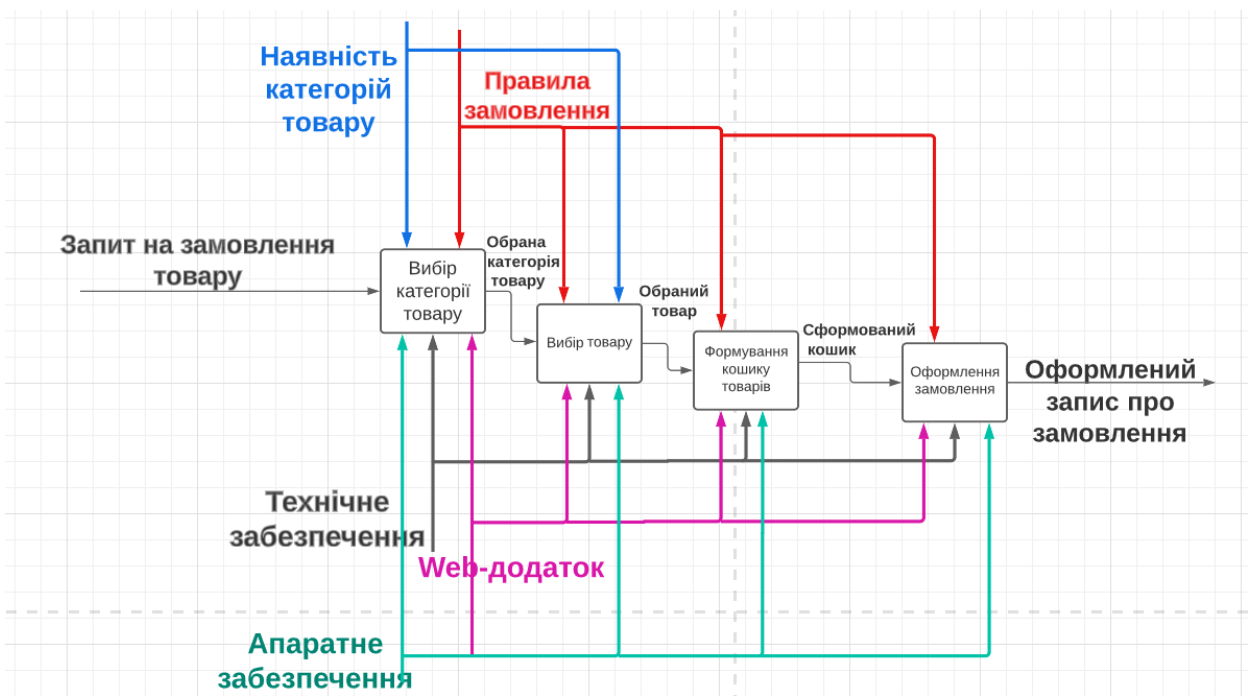 Наявність
категорій
товару
Правила
замовлення
Запит на замовлення
товару
Вибір
категорії
товару
Обрана
категорія
товару
Вибір товару
Обраний
товар
Формування
кошику
товарів
Сформований
кошик
Оформлення
замовлення
Оформлений
запис про
замовлення
Технічне
забезпечення
Web-додаток
Апаратне
забезпечення